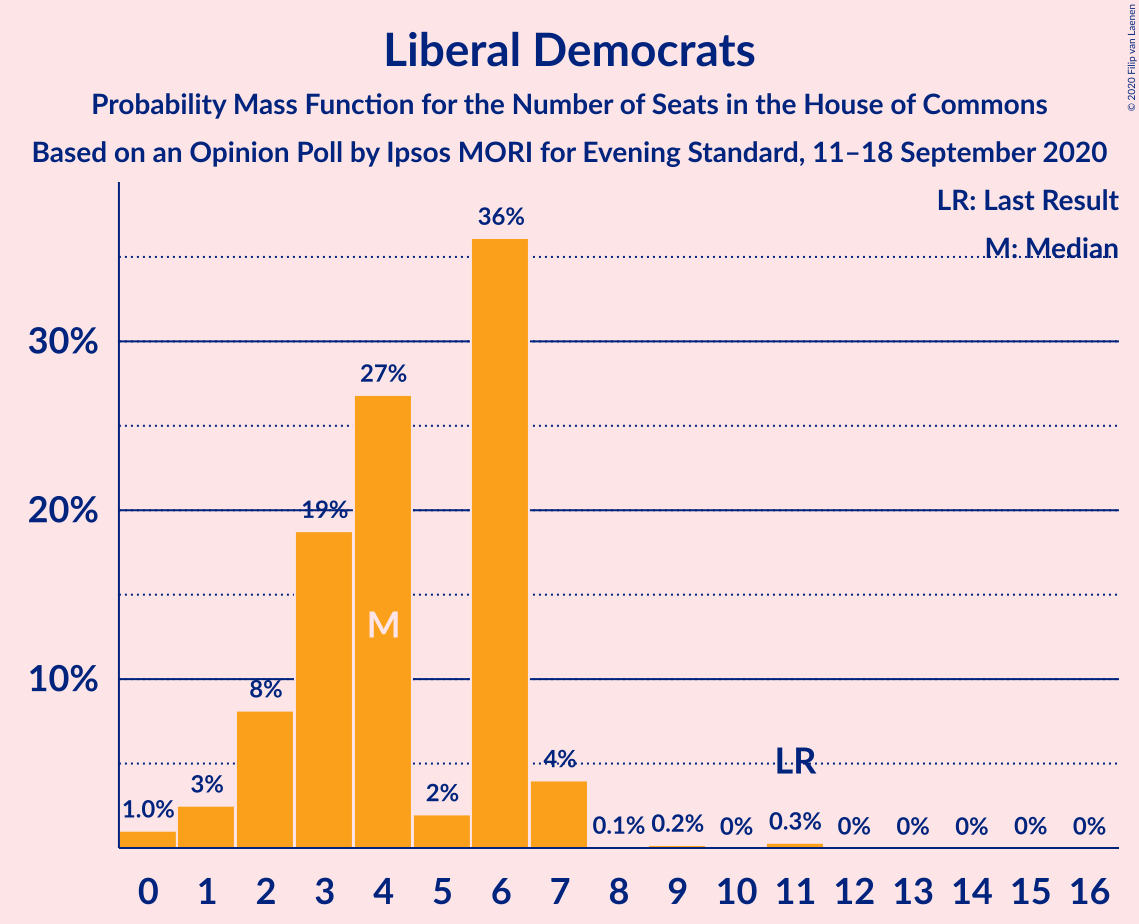 Liberal Democrats
Probability Mass Function for the Number of Seats in the House of Commons
Based on an Opinion Poll by Ipsos MORI for Evening Standard, 11–18 September 2020
© 2020 Filip van Laenen
LR: Last Result
M: Median
36%
30%
27%
20%
19%
M
10%
8%
LR
4%
3%
2%
1.0%
0.1% 0.2% 0% 0.3% 0% 0% 0% 0% 0%
0 1 2 3 4 5 6 7 8 9 10 11 12 13 14 15 16